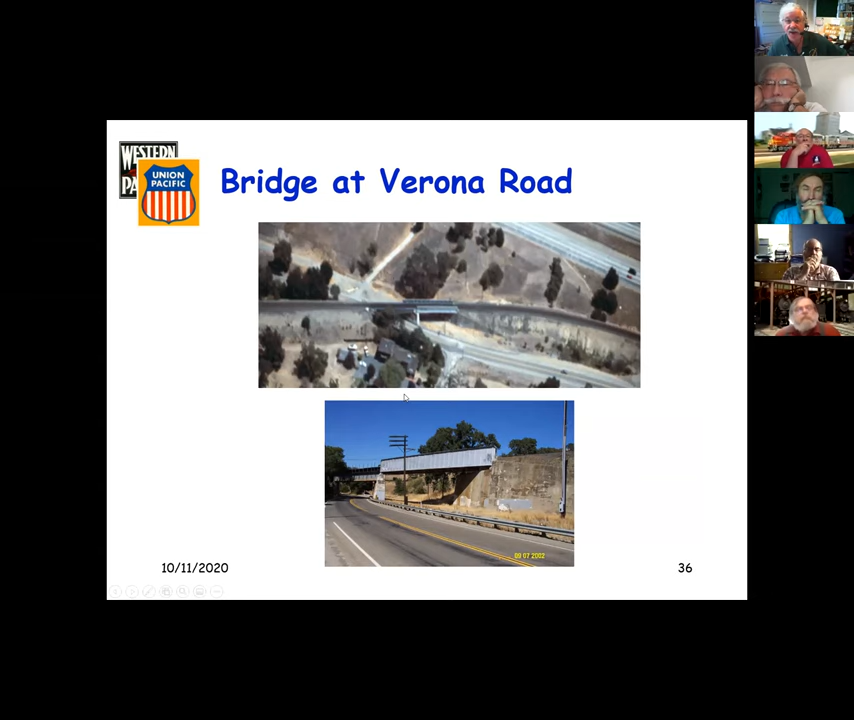 WESTERN
PA
UNION
PACIFIC
Bridge at Verona Road
09 07 2002
10/11/2020
36